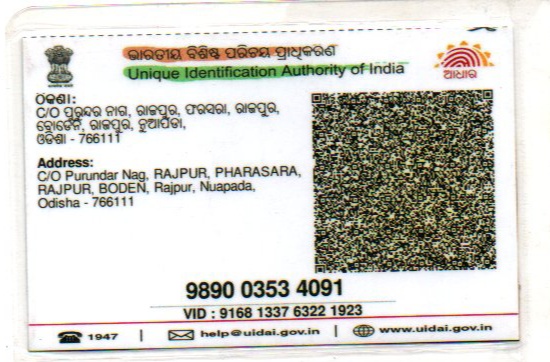 ଭାରତୀୟ ବିଶିଷ୍ଟ ପରିଚୟ ପ୍ରାଧିକରଣ
Unique Identification Authority of India
ଆଧାର
ଠିକଣା:
C/O ପୁରନ୍ଦର ନାଗ, ରାଜପୁର, ଫରସରା, ରାଜପୁର,
ବୋଡେନ, ରାଜପୁର, ନୂଆପଡା,
ଓଡିଶା - 766111
Address:
C/O Purundar Nag, RAJPUR, PHARASARA,
RAJPUR, BODEN, Rajpur, Nuapada,
Odisha - 766111
9890 0353 4091
VID : 9168 1337 6322 1923
1947 | help@uidai.gov.in | www.uidai.gov.in